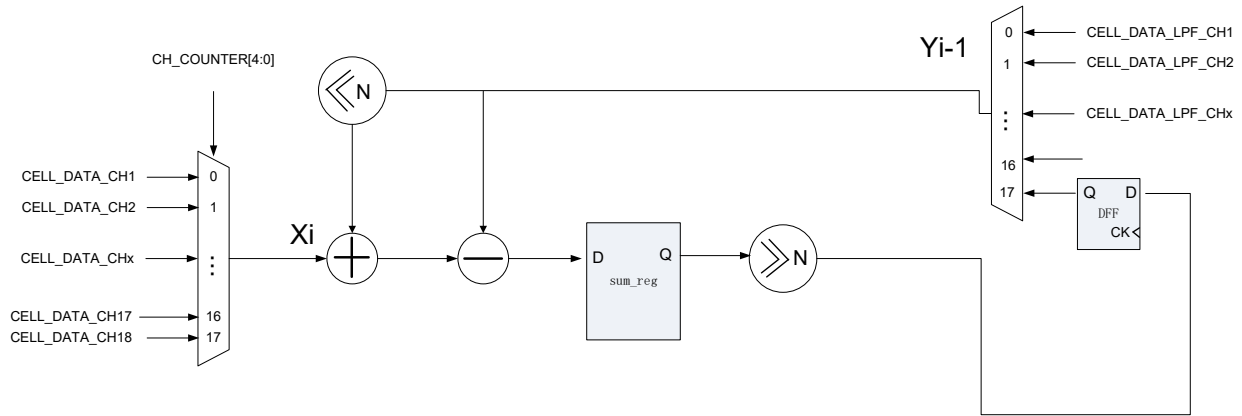 CH_COUNTER[4:0]
CELL_DATA_CH1
CELL_DATA_CH2
CELL_DATA_CHx
CELL_DATA_CH17
CELL_DATA_CH18
0
1
⋮
16
17
Xi
N
sum_reg
D
Q
N
Yi-1
0
1
⋮
16
17
CELL_DATA_LPF_CH1
CELL_DATA_LPF_CH2
CELL_DATA_LPF_CHx
Q D
DFF
CK